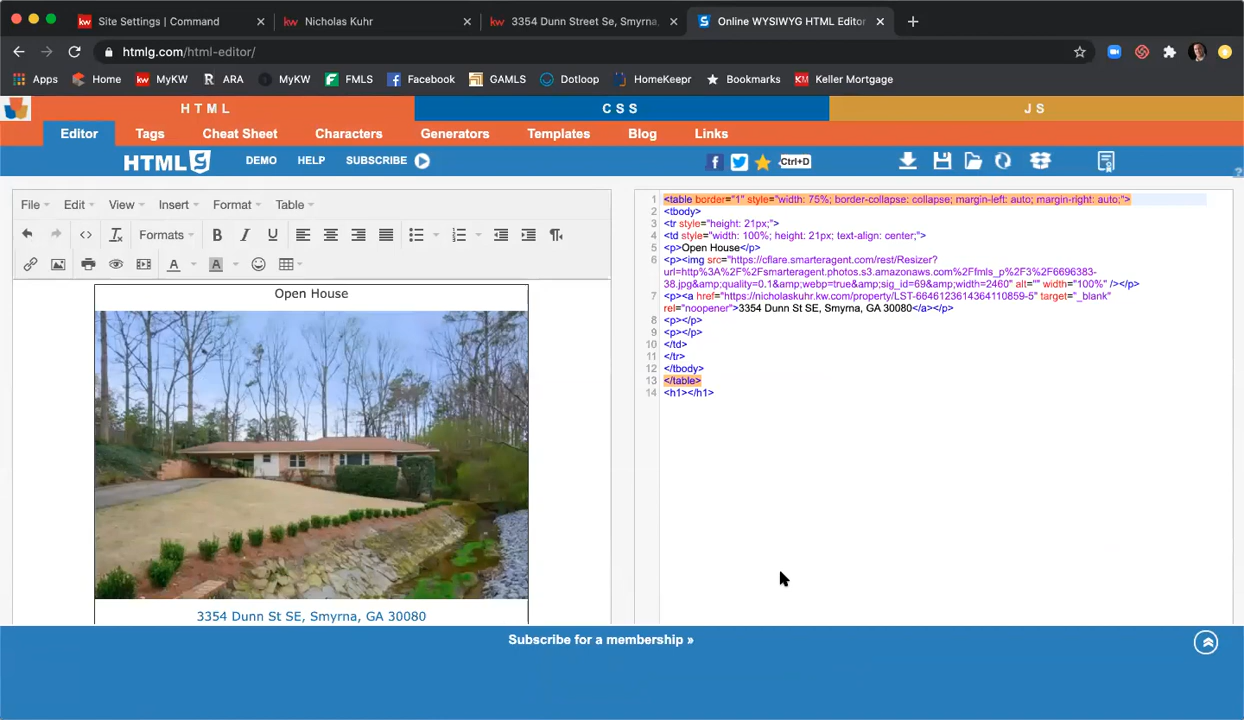 Site Settings | Command
Nicholas Kuhr
3354 Dunn Street Se, Smyrna,
Online WYSIWYG HTML Editor
htmlg.com/html-editor/
Apps Home MyKW ARA MyKW FMLS Facebook GAMLS Dotloop HomeKeepr Bookmarks Keller Mortgage
HTML CSS JS
Editor Tags Cheat Sheet Characters Generators Templates Blog Links
HTML G DEMO HELP SUBSCRIBE Ctrl+D
File Edit View Insert Format Table
Formats B I U
A A
Open House
3354 Dunn St SE, Smyrna, GA 30080
1 <table border="1" style="width: 75%; border-collapse: collapse; margin-left: auto; margin-right: auto;">
2 <tbody>
3 <tr style="height: 21px;">
4 <td style="width: 100%; height: 21px; text-align: center;">
5 <p>Open House</p>
6 <p><img src="https://cflare.smarteragent.com/rest/Resizer?
url=http%3A%2F%2Fsmarteragent.photos.s3.amazonaws.com%2Ffmls_p%2F3%2F6696383-
38.jpg&amp;quality=0.1&amp;webp=true&amp;sig_id=69&amp;width=2460" alt="" width="100%" /></p>
7 <p><a href="https://nicholaskuhr.kw.com/property/LST-6646123614364110859-5" target="_blank"
rel="noopener">3354 Dunn St SE, Smyrna, GA 30080</a></p>
8 <p></p>
9 <p></p>
10 </td>
11 </tr>
12 </tbody>
13 </table>
14 <h1></h1>
Subscribe for a membership »